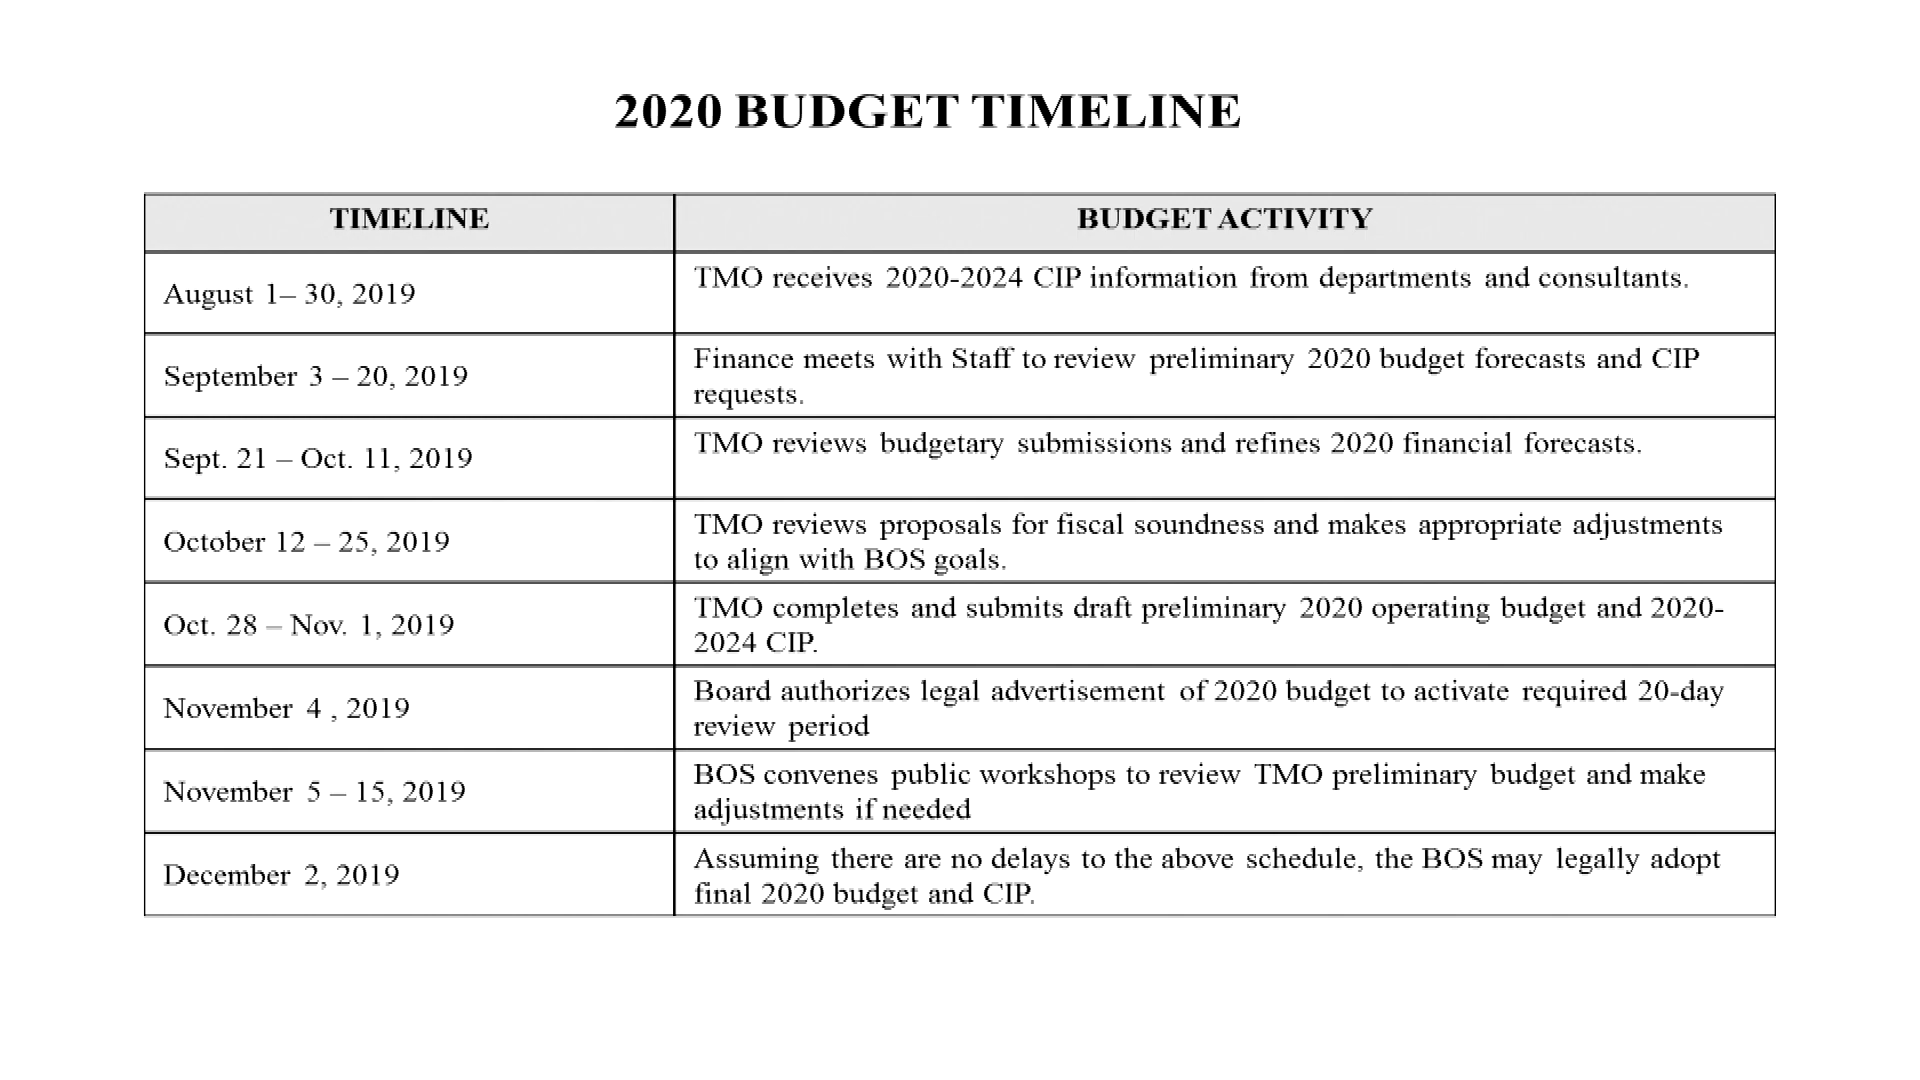 2020 BUDGET TIMELINE
TIMELINE
BUDGET ACTIVITY
August 1– 30, 2019
TMO receives 2020-2024 CIP information from departments and consultants.
September 3 – 20, 2019
Finance meets with Staff to review preliminary 2020 budget forecasts and CIP
requests.
Sept. 21 – Oct. 11, 2019
TMO reviews budgetary submissions and refines 2020 financial forecasts.
October 12 – 25, 2019
TMO reviews proposals for fiscal soundness and makes appropriate adjustments
to align with BOS goals.
Oct. 28 – Nov. 1, 2019
TMO completes and submits draft preliminary 2020 operating budget and 2020-
2024 CIP.
November 4 , 2019
Board authorizes legal advertisement of 2020 budget to activate required 20-day
review period
November 5 – 15, 2019
BOS convenes public workshops to review TMO preliminary budget and make
adjustments if needed
December 2, 2019
Assuming there are no delays to the above schedule, the BOS may legally adopt
final 2020 budget and CIP.